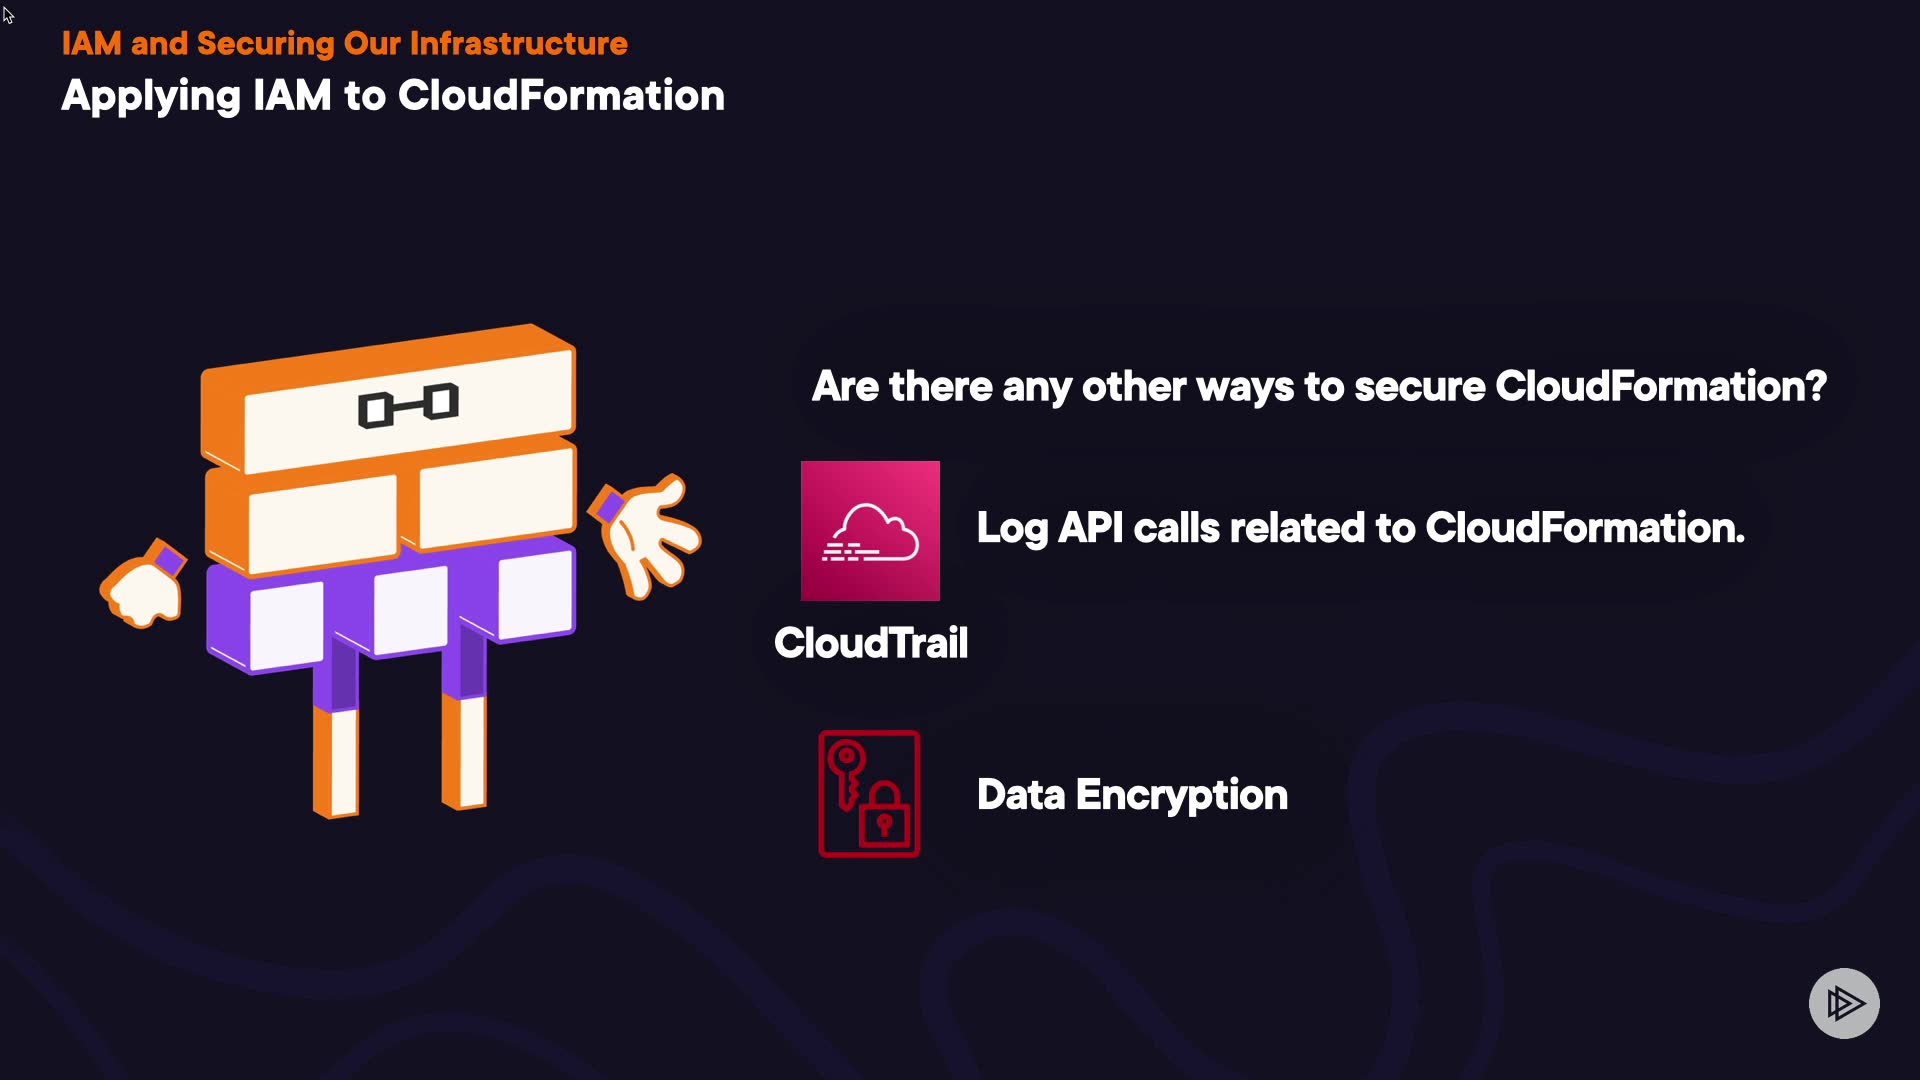 IAM and Securing Our Infrastructure
Applying IAM to CloudFormation
Are there any other ways to secure CloudFormation?
Log API calls related to CloudFormation.
CloudTrail
Data Encryption